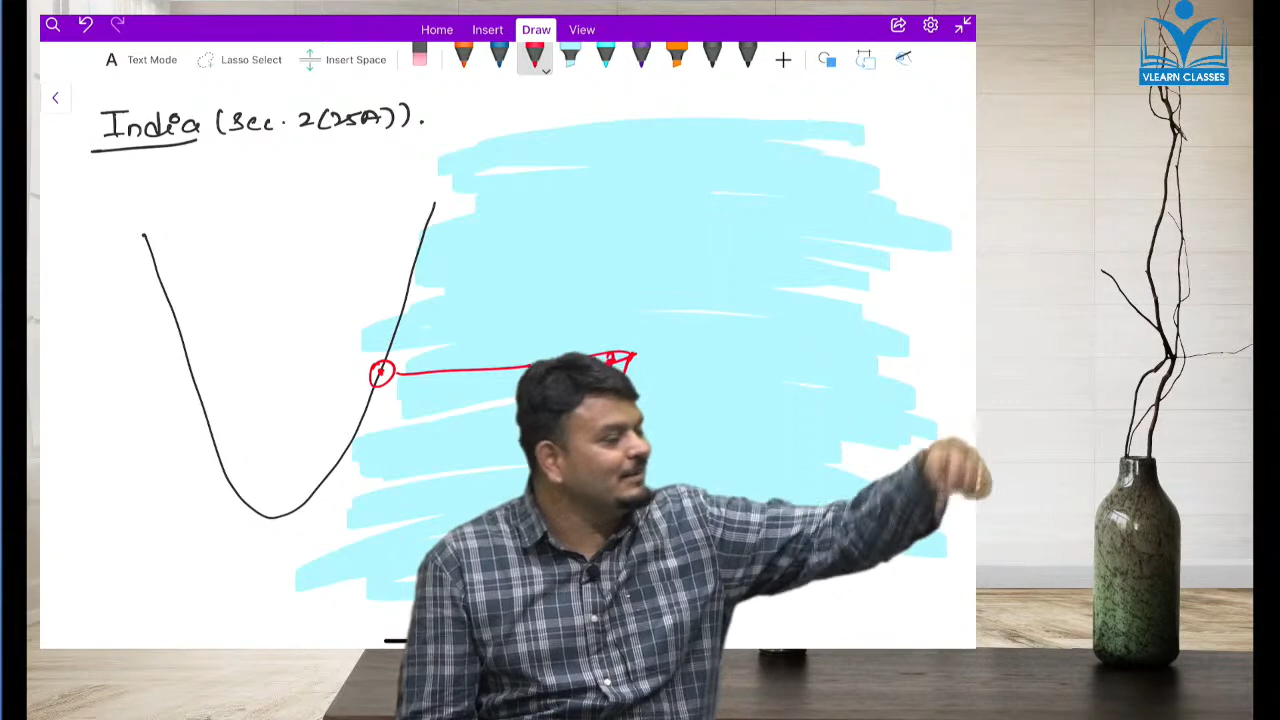 Home Insert Draw View
Text Mode Lasso Select Insert Space
VLEARN CLASSES
India (Sec. 2(25A)).